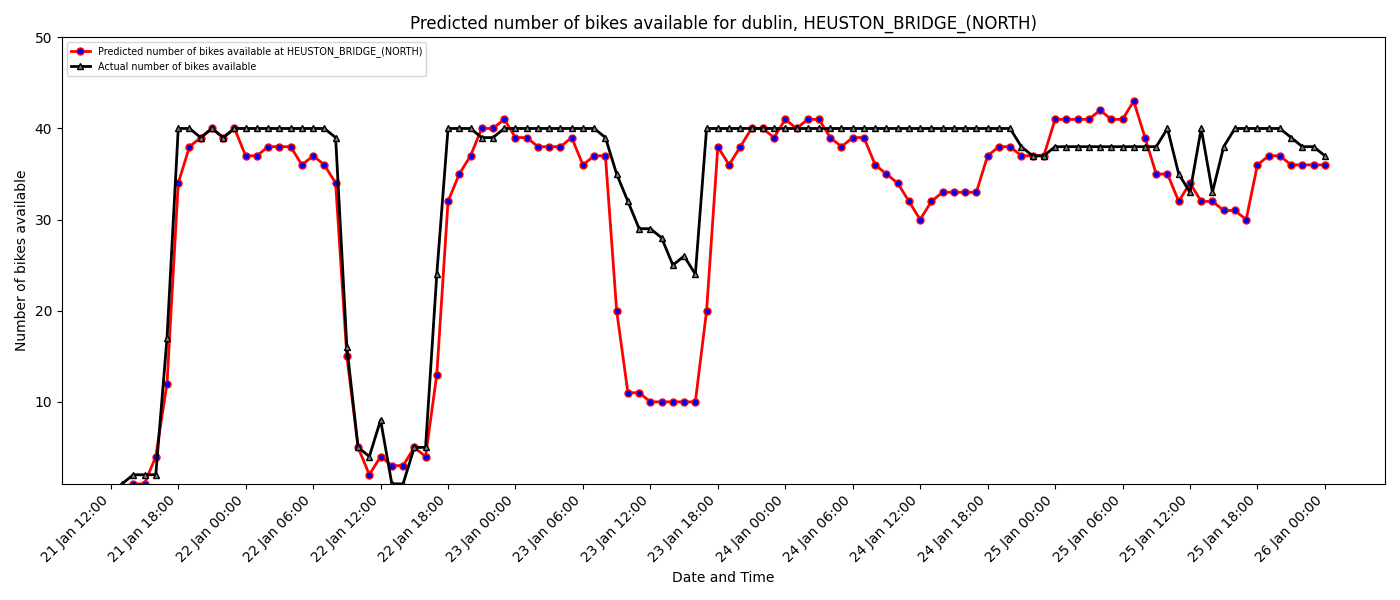 Predicted number of bikes available for dublin, HEUSTON_BRIDGE_(NORTH)
Predicted number of bikes available at HEUSTON_BRIDGE_(NORTH)
Actual number of bikes available
50
40
30
20
10
Number of bikes available
21 Jan 12:00
21 Jan 18:00
22 Jan 00:00
22 Jan 06:00
22 Jan 12:00
22 Jan 18:00
23 Jan 00:00
23 Jan 06:00
23 Jan 12:00
23 Jan 18:00
24 Jan 00:00
24 Jan 06:00
24 Jan 12:00
24 Jan 18:00
25 Jan 00:00
25 Jan 06:00
25 Jan 12:00
25 Jan 18:00
26 Jan 00:00
Date and Time